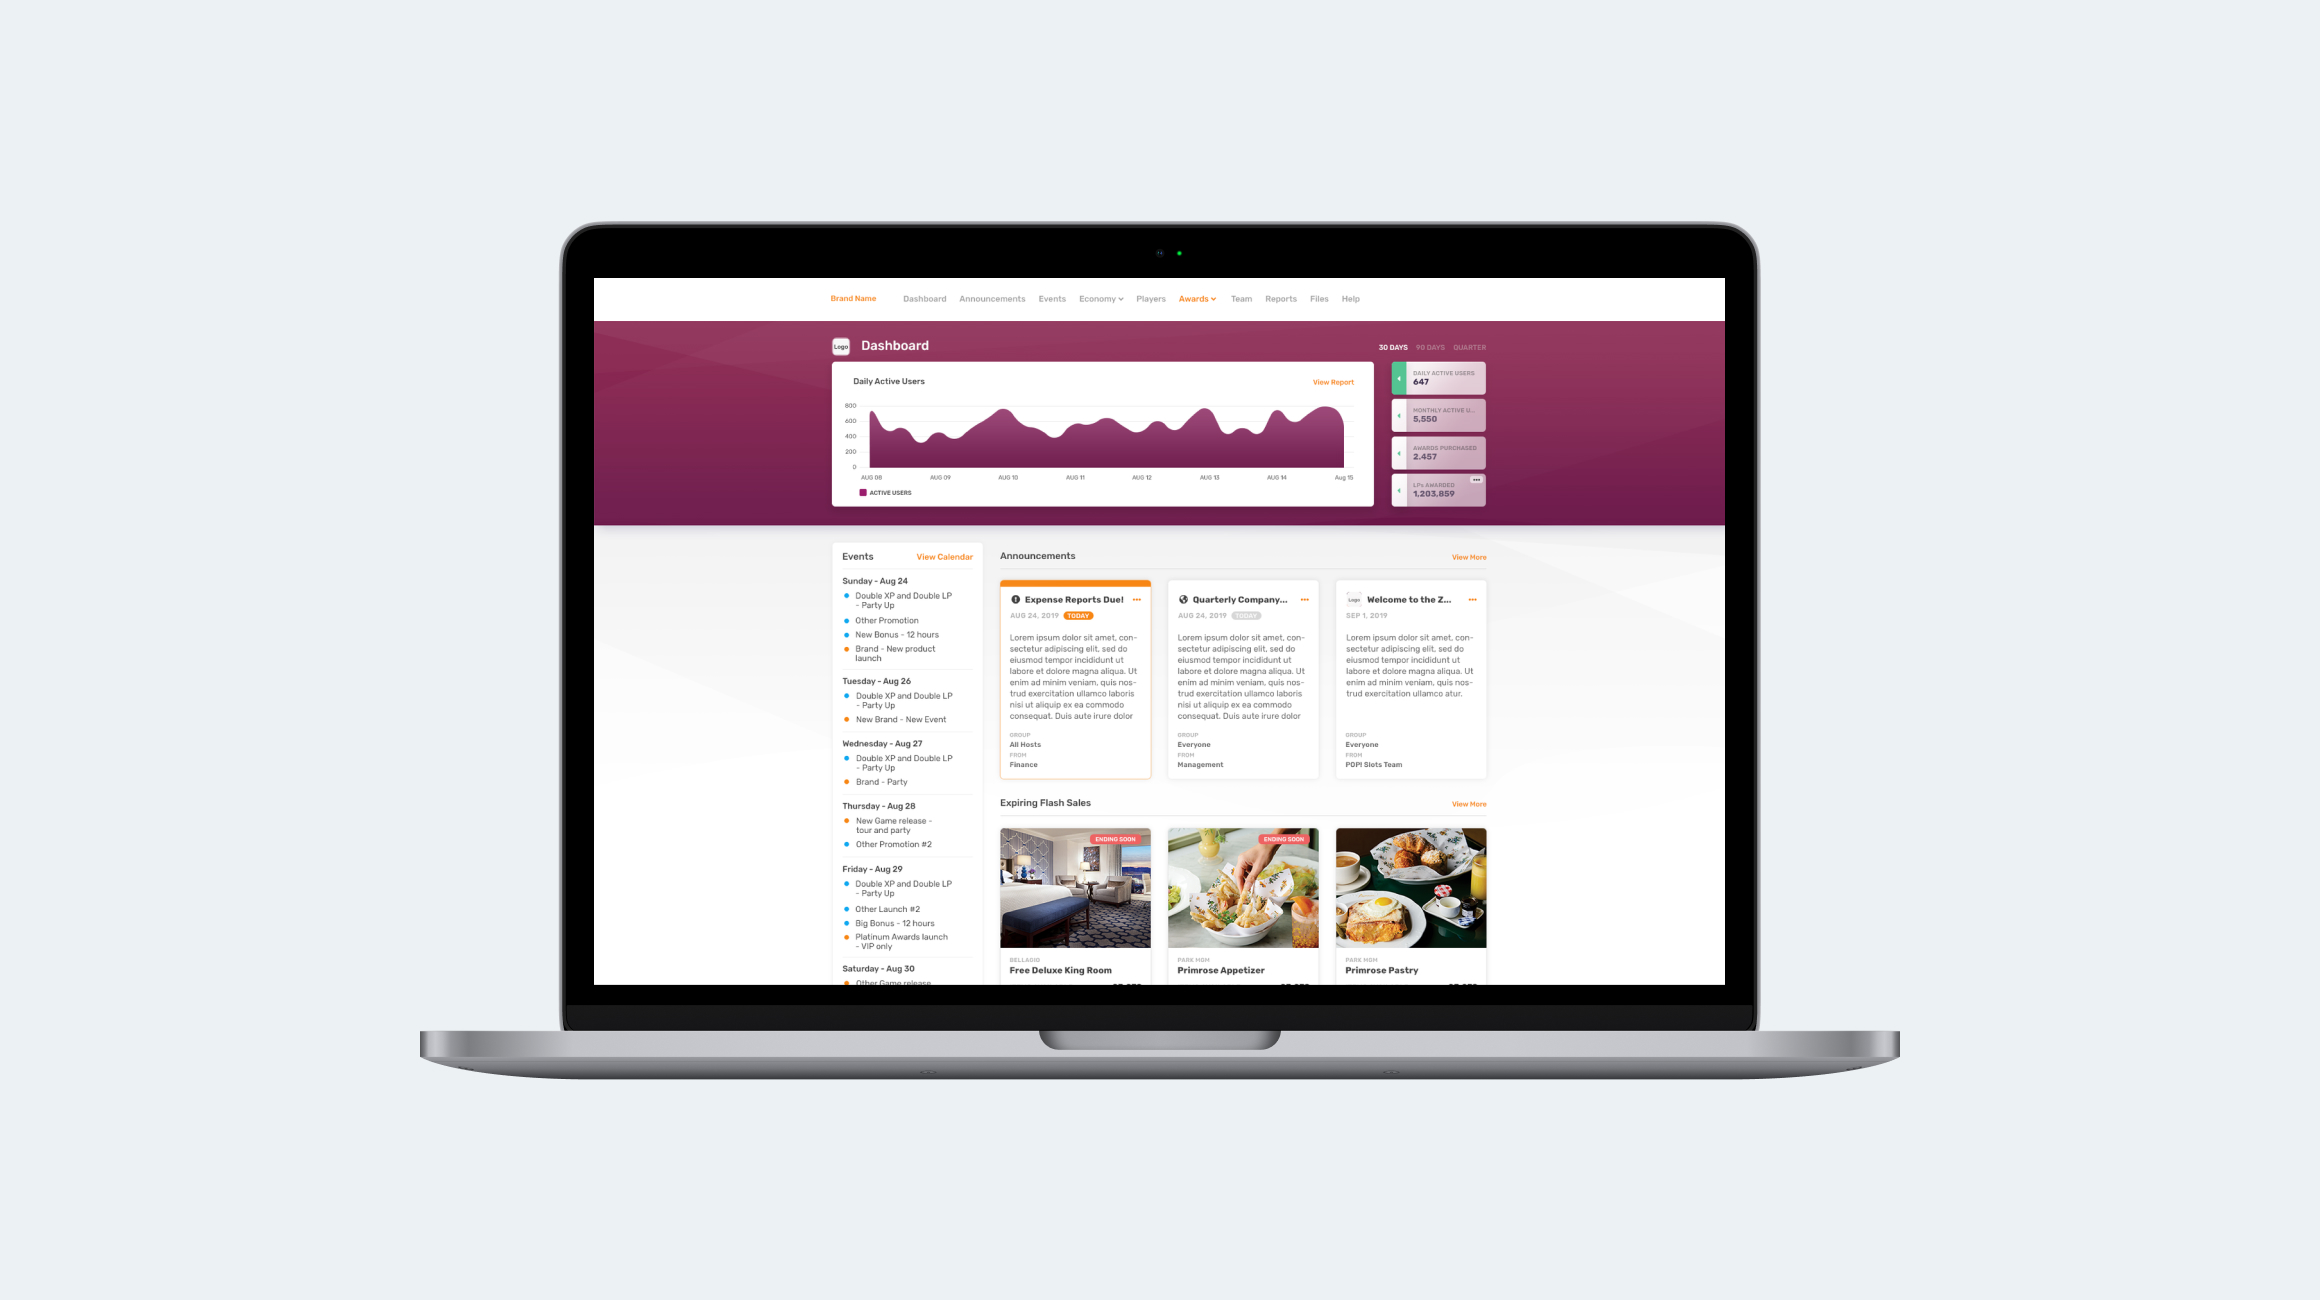 Brand Name Dashboard Announcements Events Economy Players Awards Team Reports Files Help
Logo Dashboard
30 DAYS 90 DAYS QUARTER
Daily Active Users View Report
800
600
400
200
0
AUG 08 AUG 09 AUG 10 AUG 11 AUG 12 AUG 13 AUG 14 Aug 15
ACTIVE USERS
DAILY ACTIVE USERS
647
MONTHLY ACTIVE U...
5,550
AWARDS PURCHASED
2,457
LPs AWARDED
1,203,859
Events View Calendar
Sunday - Aug 24
Double XP and Double LP
- Party Up
Other Promotion
New Bonus - 12 hours
Brand - New product
launch
Tuesday - Aug 26
Double XP and Double LP
- Party Up
New Brand - New Event
Wednesday - Aug 27
Double XP and Double LP
- Party Up
Brand - Party
Thursday - Aug 28
New Game release -
tour and party
Other Promotion #2
Friday - Aug 29
Double XP and Double LP
- Party Up
Other Launch #2
Big Bonus - 12 hours
Platinum Awards launch
- VIP only
Saturday - Aug 30
Other Game release
Announcements View More
Expense Reports Due!
AUG 24, 2019 TODAY
Lorem ipsum dolor sit amet, con-
sectetur adipiscing elit, sed do
eiusmod tempor incididunt ut
labore et dolore magna aliqua. Ut
enim ad minim veniam, quis nos-
trud exercitation ullamco laboris
nisi ut aliquip ex ea commodo
consequat. Duis aute irure dolor
GROUP
All Hosts
FROM
Finance
Quarterly Company...
AUG 24, 2019 TODAY
Lorem ipsum dolor sit amet, con-
sectetur adipiscing elit, sed do
eiusmod tempor incididunt ut
labore et dolore magna aliqua. Ut
enim ad minim veniam, quis nos-
trud exercitation ullamco laboris
nisi ut aliquip ex ea commodo
consequat. Duis aute irure dolor
GROUP
Everyone
FROM
Management
Logo Welcome to the Z...
SEP 1, 2019
Lorem ipsum dolor sit amet, con-
sectetur adipiscing elit, sed do
eiusmod tempor incididunt ut
labore et dolore magna aliqua. Ut
enim ad minim veniam, quis nos-
trud exercitation ullamco atur.
GROUP
Everyone
FROM
POP! Slots Team
Expiring Flash Sales View More
ENDING SOON
BELLAGIO
Free Deluxe King Room
ENDING SOON
PARK MGM
Primrose Appetizer
PARK MGM
Primrose Pastry